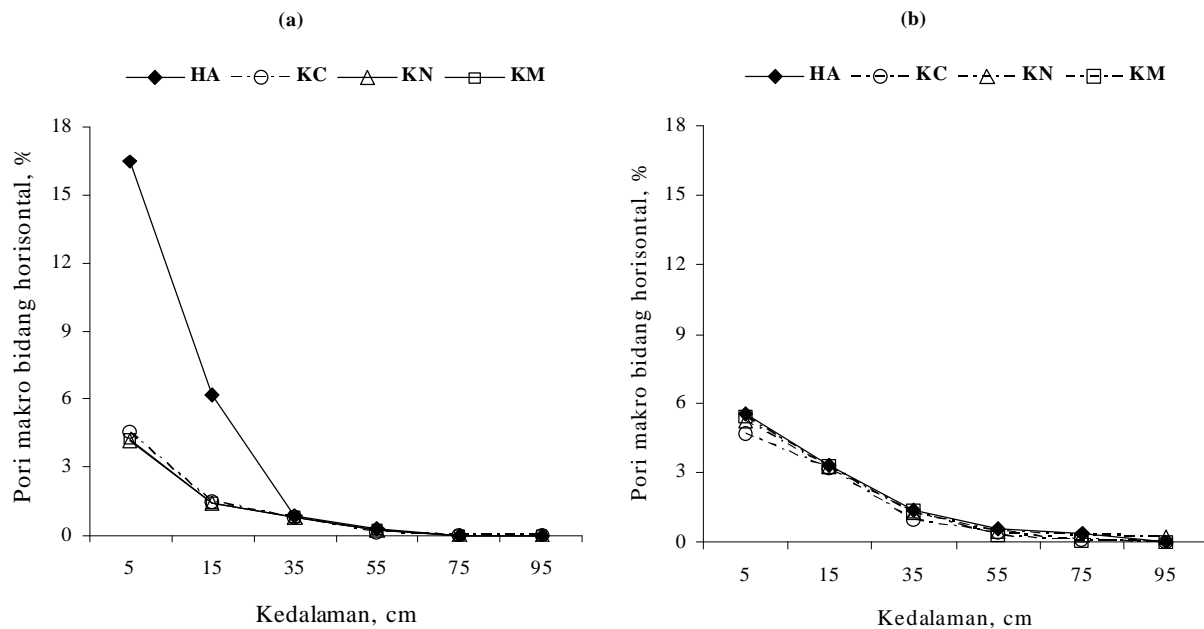 (a)
HA KC KN KM
Pori makro bidang horisontal, %
18
15
12
9
6
3
0
5 15 35 55 75 95
Kedalaman, cm
(b)
HA KC KN KM
Pori makro bidang horisontal, %
18
15
12
9
6
3
0
5 15 35 55 75 95
Kedalaman, cm